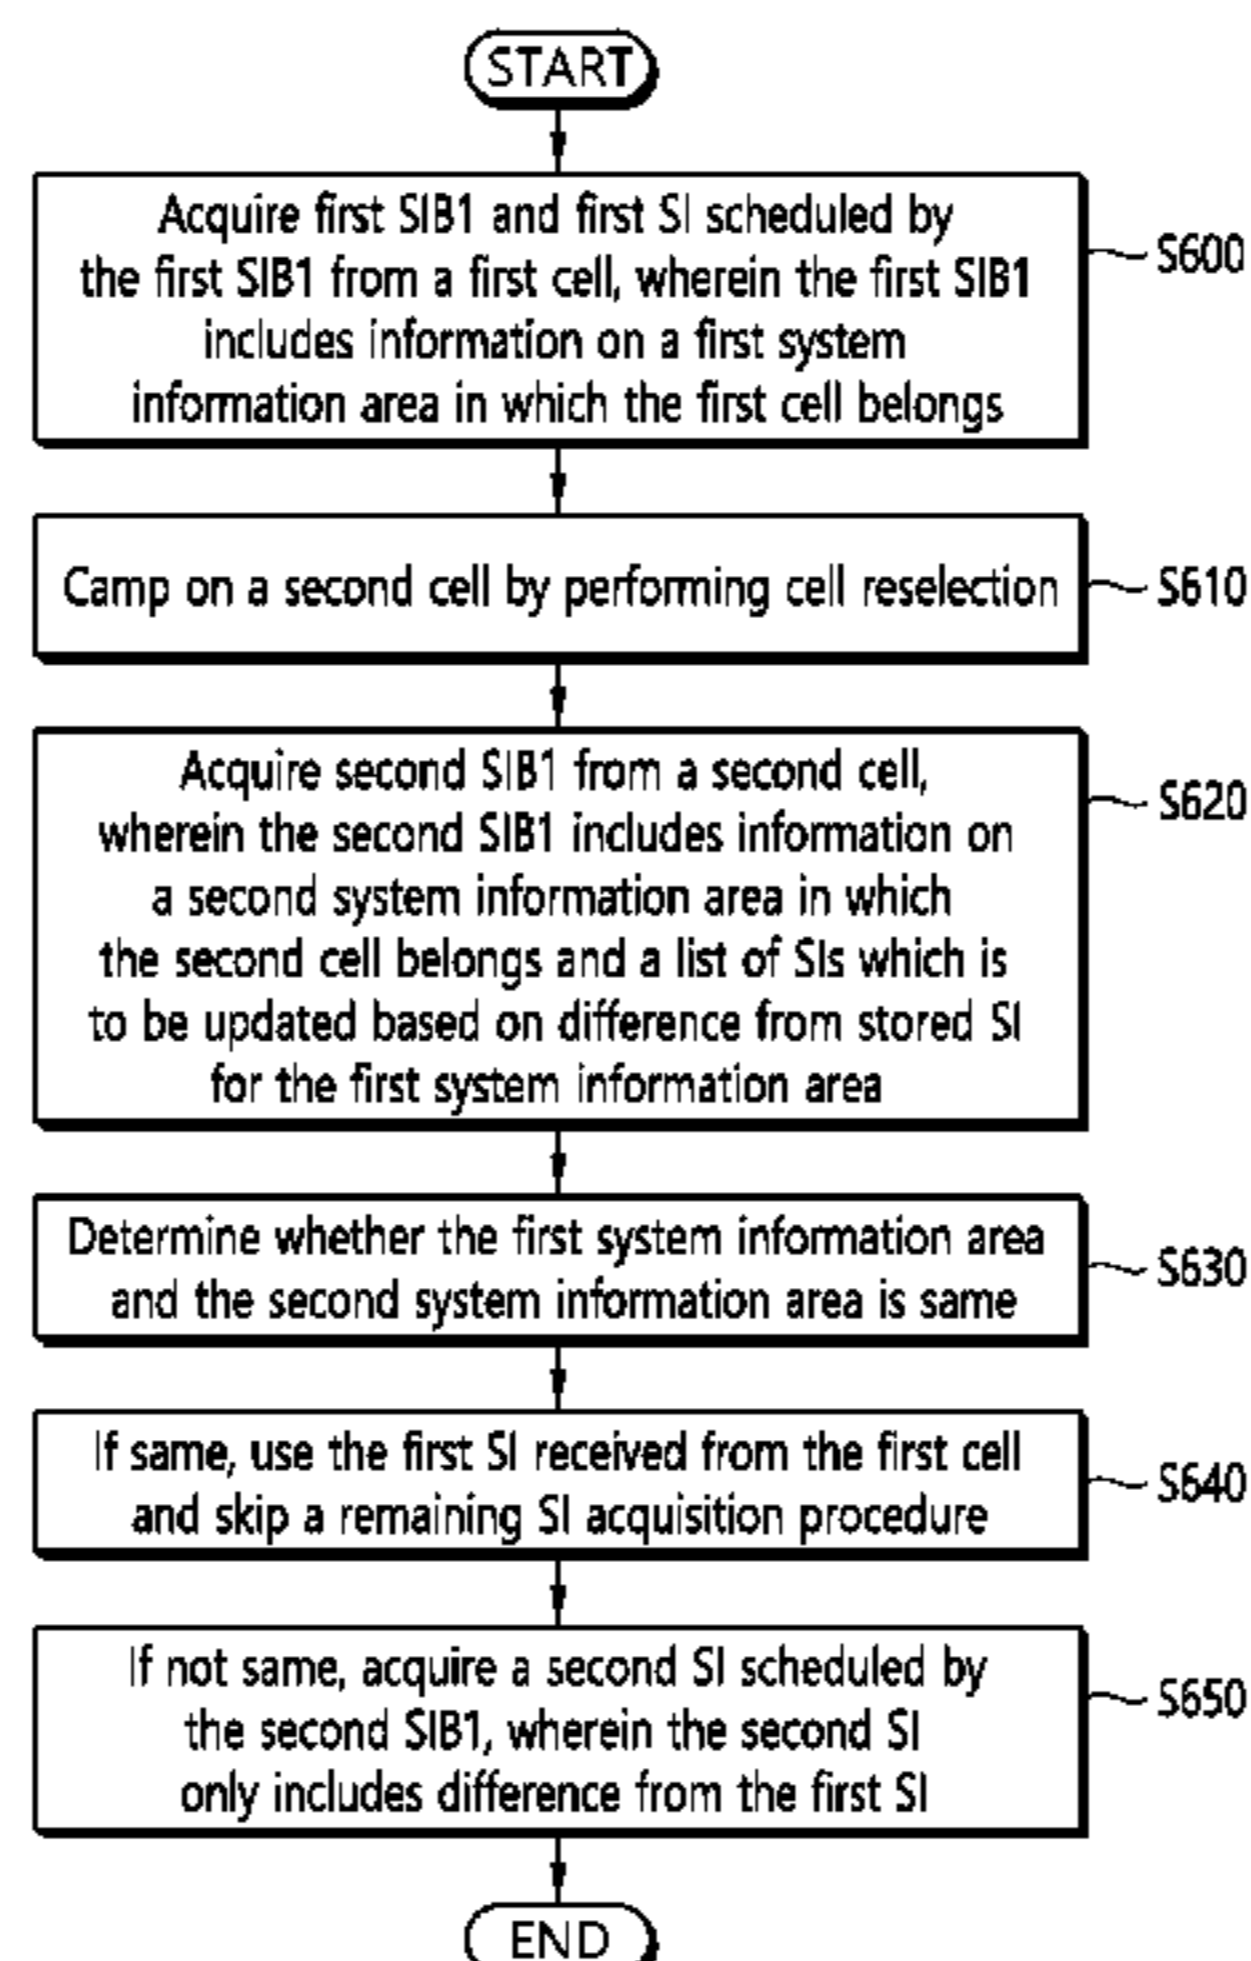 START
Acquire first SIB1 and first SI scheduled by
the first SIB1 from a first cell, wherein the first SIB1
includes information on a first system
information area in which the first cell belongs
S600
Camp on a second cell by performing cell reselection
S610
Acquire second SIB1 from a second cell,
wherein the second SIB1 includes information on
a second system information area in which
the second cell belongs and a list of SIs which is
to be updated based on difference from stored SI
for the first system information area
S620
Determine whether the first system information area
and the second system information area is same
S630
If same, use the first SI received from the first cell
and skip a remaining SI acquisition procedure
S640
If not same, acquire a second SI scheduled by
the second SIB1, wherein the second SI
only includes difference from the first SI
S650
END